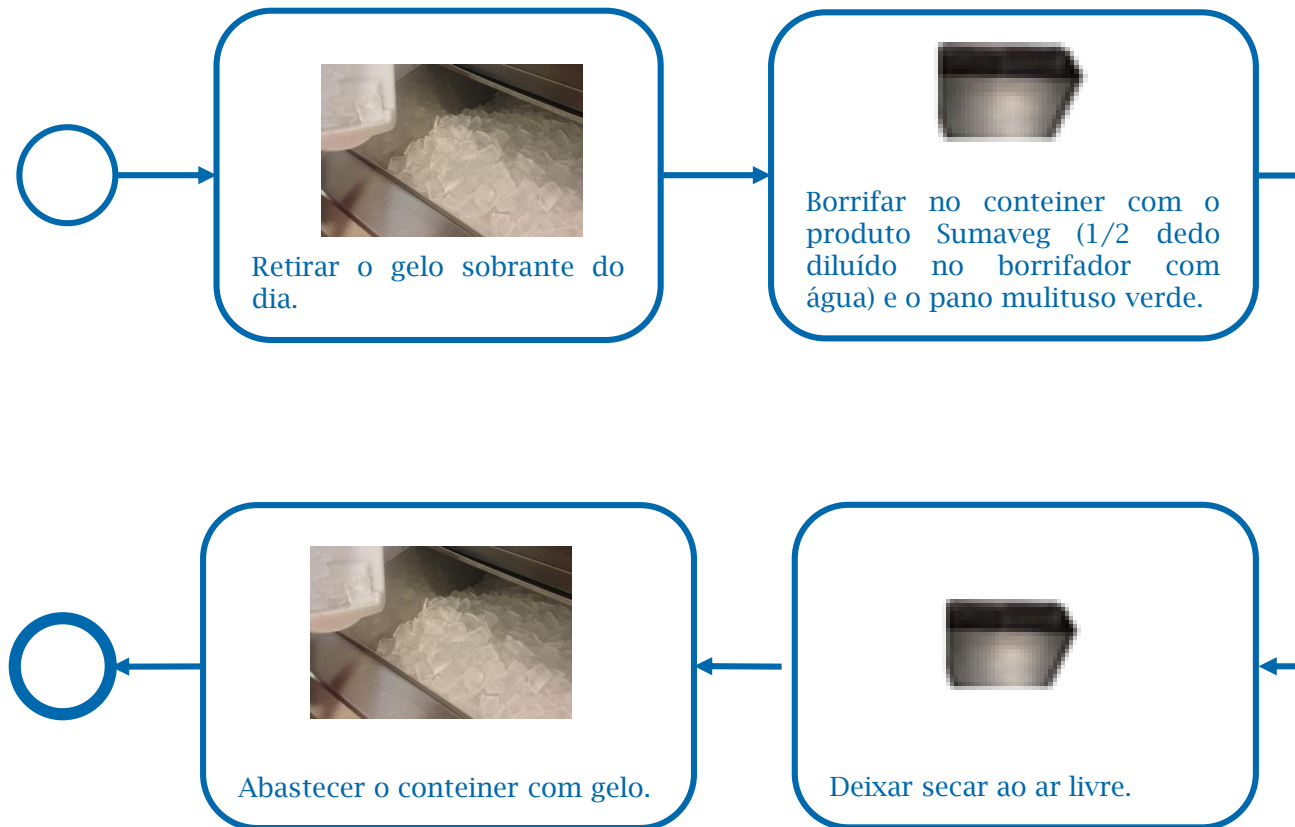 Retirar o gelo sobrante do
dia.
Borrifar no conteiner com o
produto Sumaveg (1/2 dedo
diluído no borrifador com
água) e o pano mulituso verde.
Abastecer o conteiner com gelo.
Deixar secar ao ar livre.